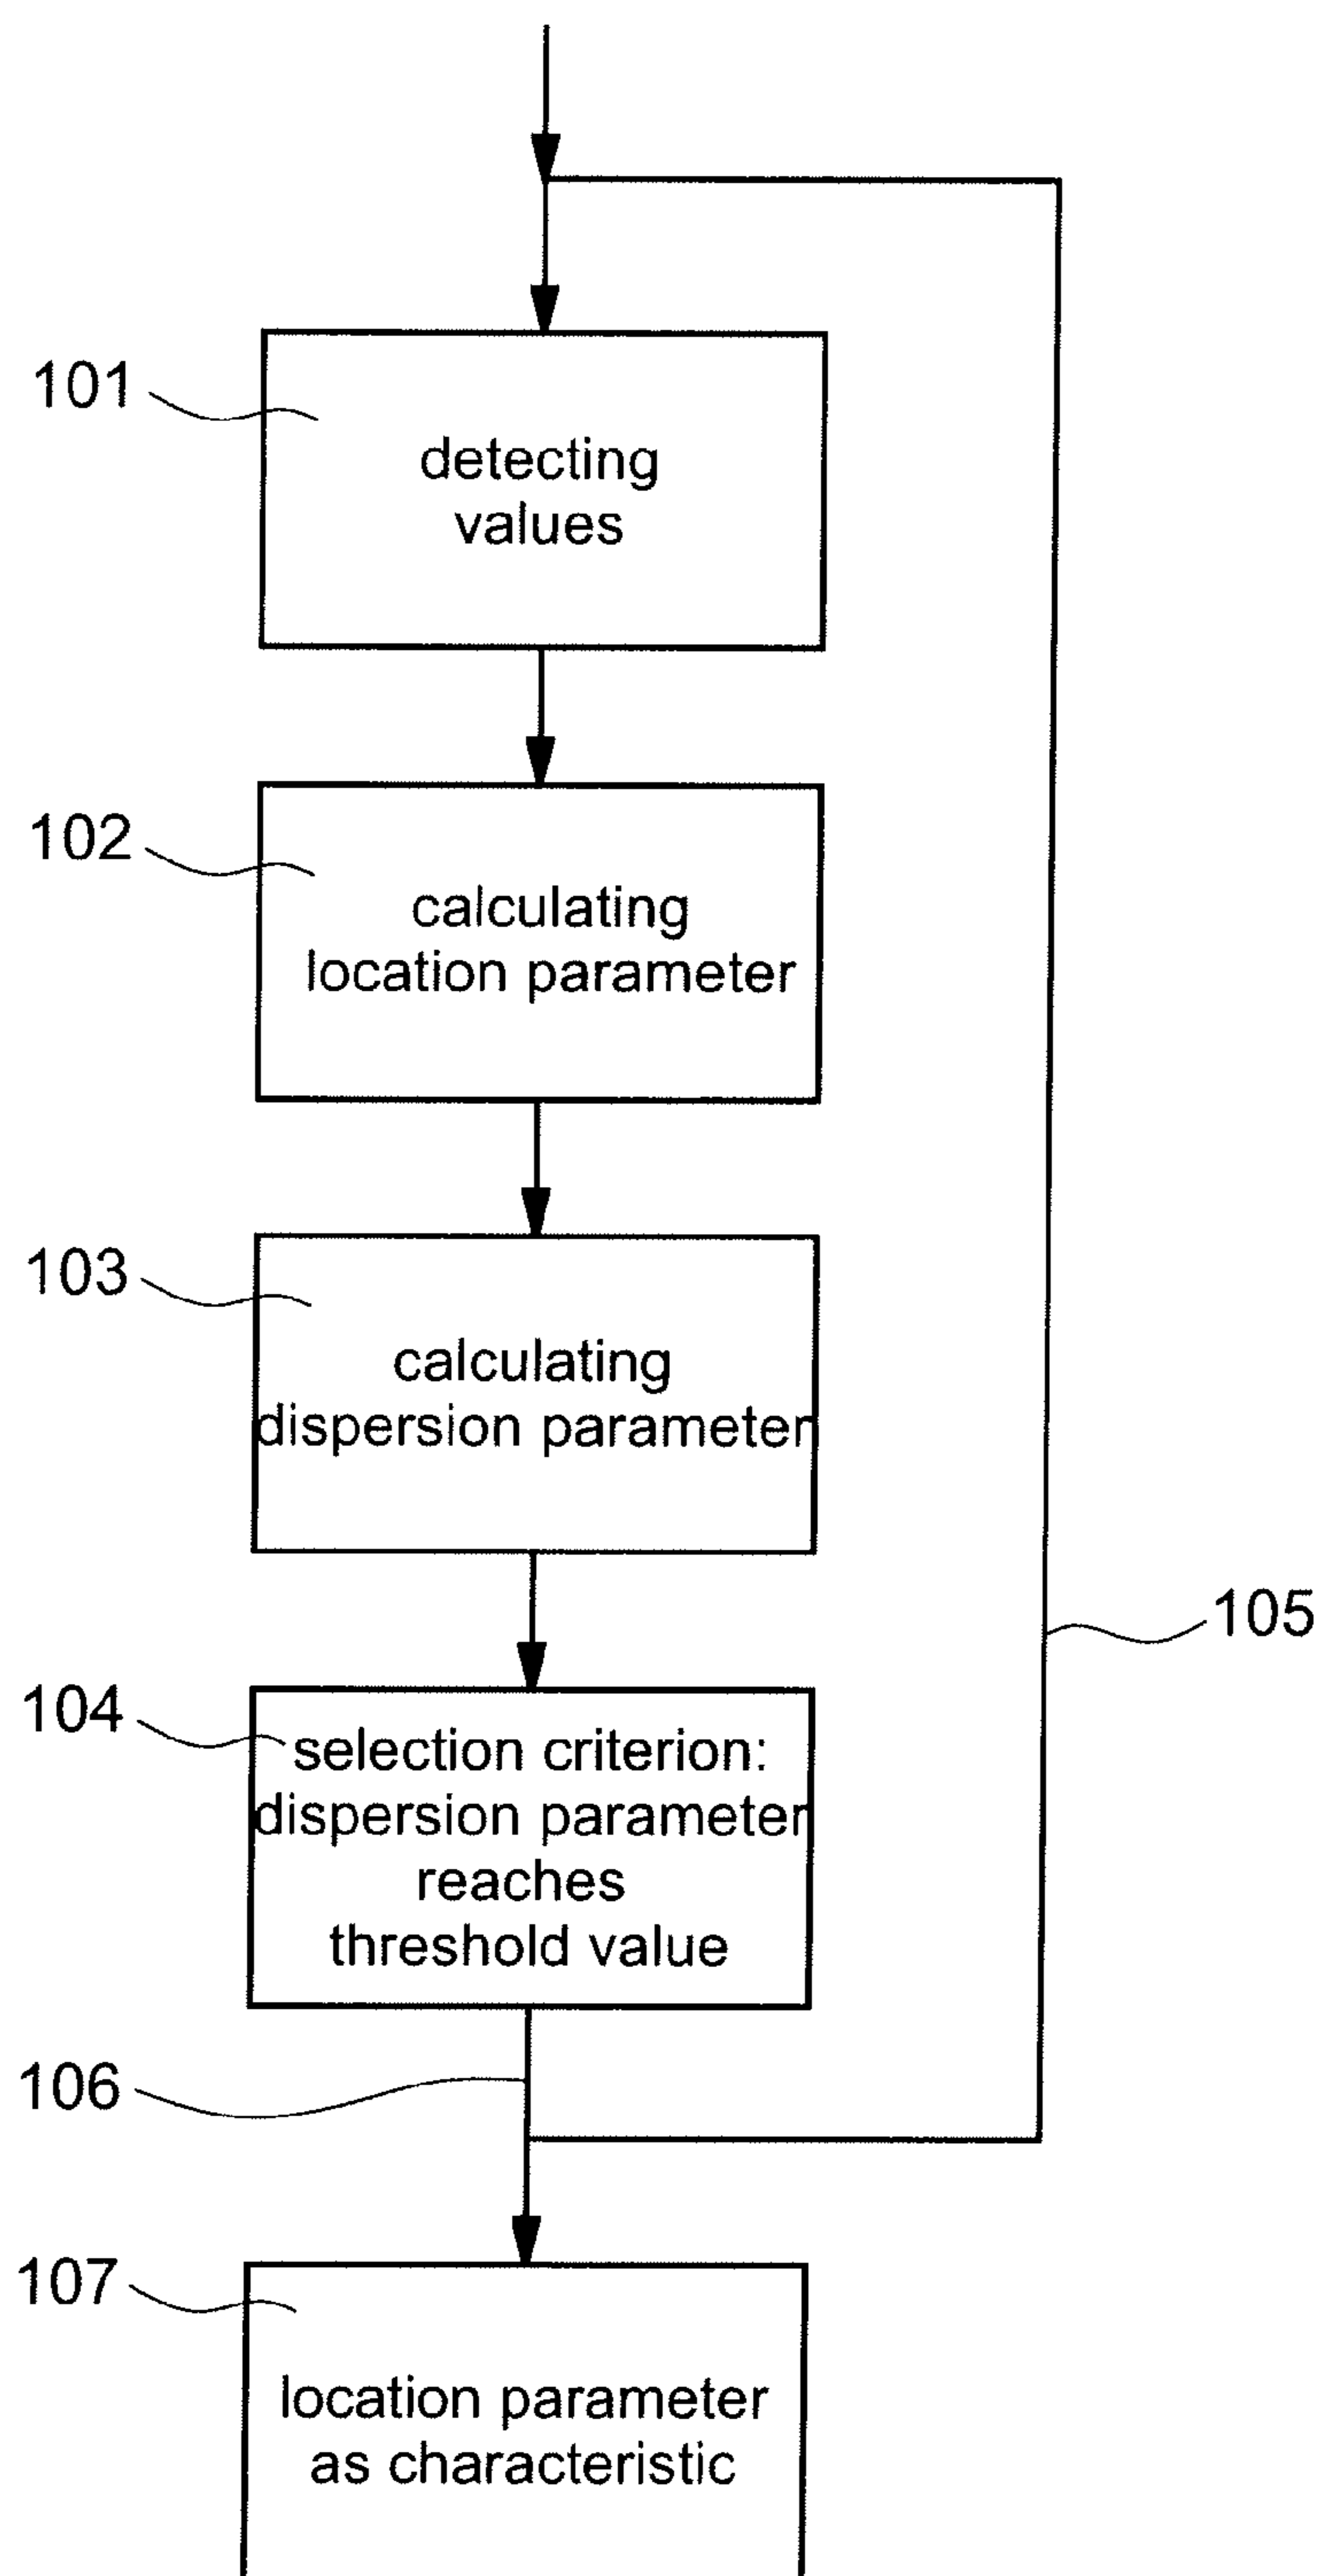 101
detecting
values
102
calculating
location parameter
103
calculating
dispersion parameter
104
selection criterion:
dispersion parameter
reaches
threshold value
105
106
107
location parameter
as characteristic